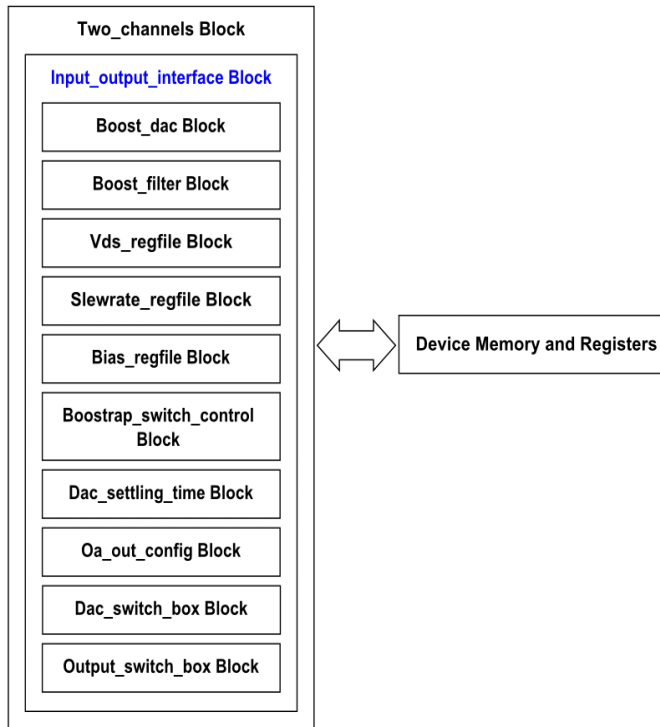 Two_channels Block
Input_output_interface Block
Boost_dac Block
Boost_filter Block
Vds_regfile Block
Slewrate_regfile Block
Bias_regfile Block
Boostrap_switch_control
Block
Dac_settling_time Block
Oa_out_config Block
Dac_switch_box Block
Output_switch_box Block
Device Memory and Registers